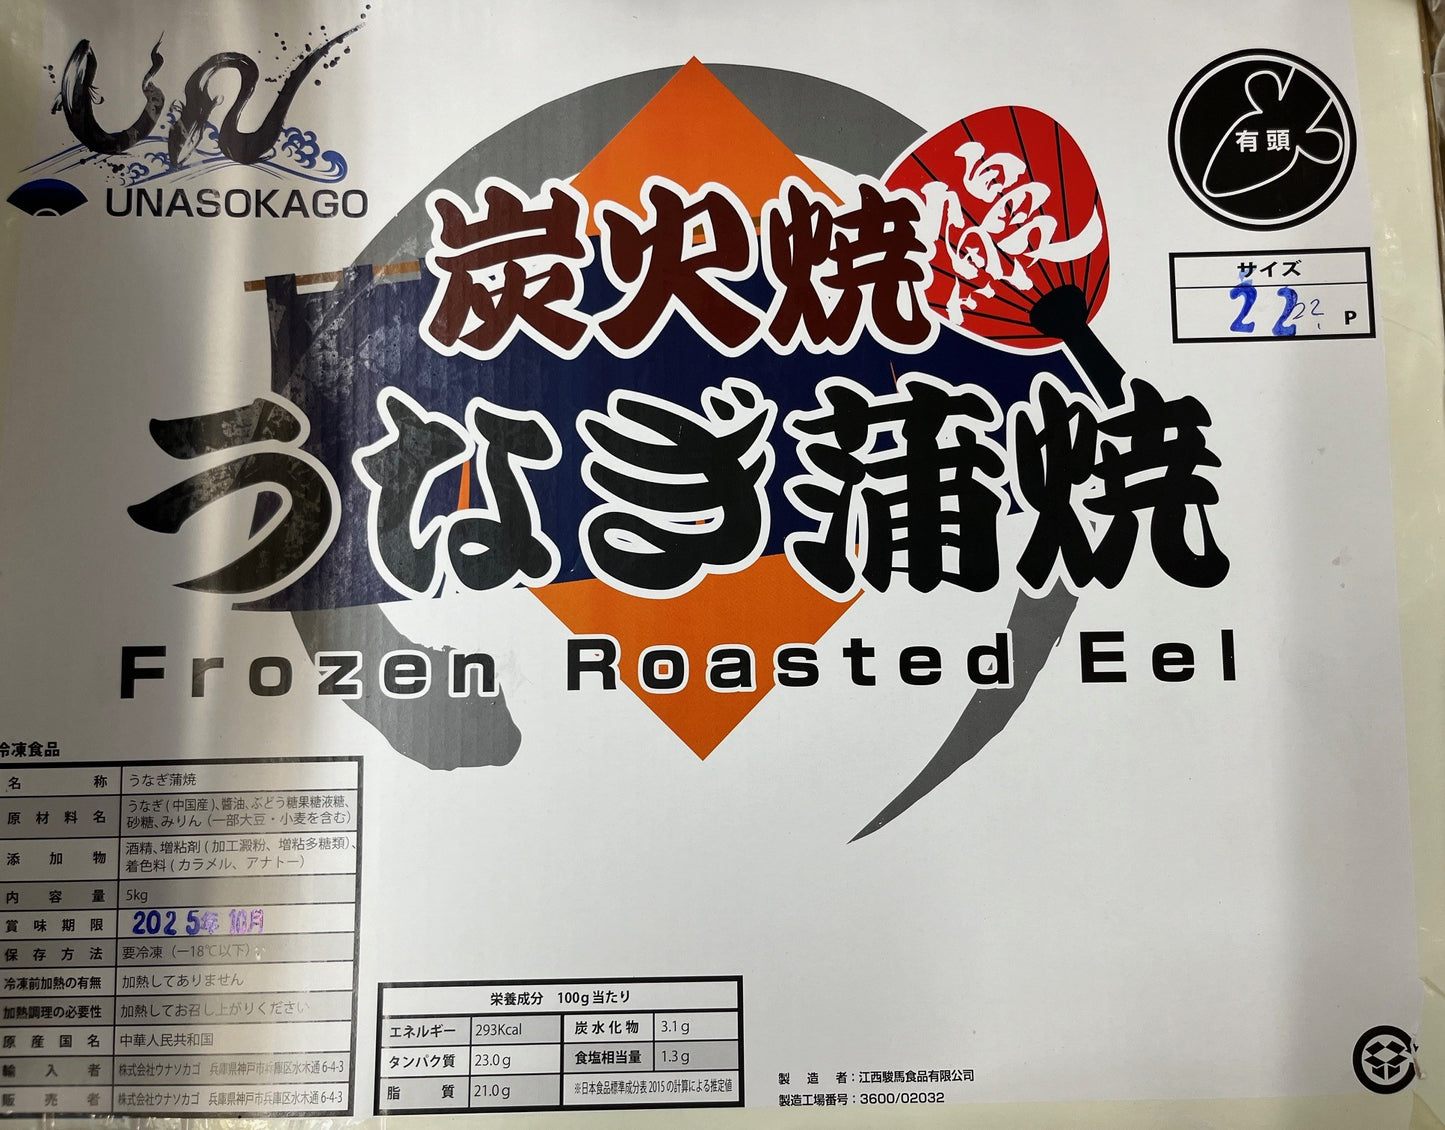 Un
UNASOKAGO
有頭
鰻
炭火焼
うなぎ蒲焼
Frozen Roasted Eel
サイズ
22 22 P
冷凍食品
名称 うなぎ蒲焼
原材料名 うなぎ(中国産)、醬油、ぶどう糖果糖液糖、
砂糖、みりん(一部大豆・小麦を含む)
添加物 酒精、増粘剤(加工澱粉、増粘多糖類)、
着色料(カラメル、アナトー)
内容量 5kg
賞味期限 2025年10月
保存方法 要冷凍(-18℃以下)
冷凍前加熱の有無 加熱してありません
加熱調理の必要性 加熱してお召し上がりください
原産国名 中華人民共和国
輸入者 株式会社ウナソカゴ 兵庫県神戸市兵庫区水木通6-4-3
販売者 株式会社ウナソカゴ 兵庫県神戸市兵庫区水木通6-4-3
栄養成分 100g当たり
エネルギー 293Kcal 炭水化物 3.1g
タンパク質 23.0g 食塩相当量 1.3g
脂質 21.0g ※日本食品標準成分表2015の計算による推定値
製造者:江西駿馬食品有限公司
製造工場番号:3600/02032